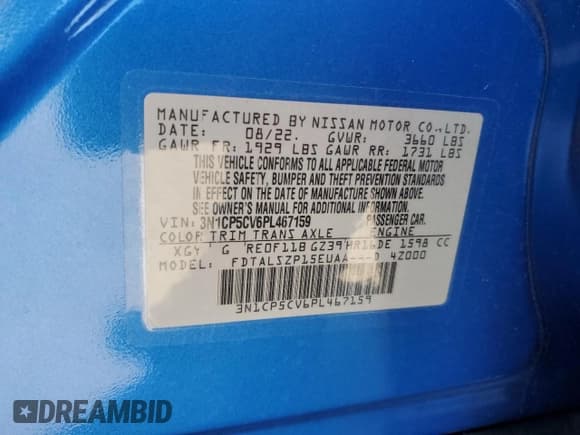 MANUFACTURED BY NISSAN MOTOR CO.,LTD.
DATE: 08/22. GVWR: 3660 LBS
GAWR FR: 1929 LBS GAWR RR: 1731 LBS
THIS VEHICLE CONFORMS TO ALL APPLICABLE FEDERAL MOTOR
VEHICLE SAFETY, BUMPER AND THEFT PREVENTION STANDARDS
IN EFFECT ON THE DATE OF MANUFACTURE SHOWN ABOVE.
SEE OWNER'S MANUAL FOR ADDITIONAL INFORMATION
VIN: 3N1CP5CV6PL467159 PASSENGER CAR.
COLOR TRIM TRANS AXLE ENGINE
XGY G RE0F11B GZ39 HR16DE 1598 CC
MODEL: FDTALSZP15EUAA---D 4Z000
3N1CP5CV6PL467159
DREAMBID